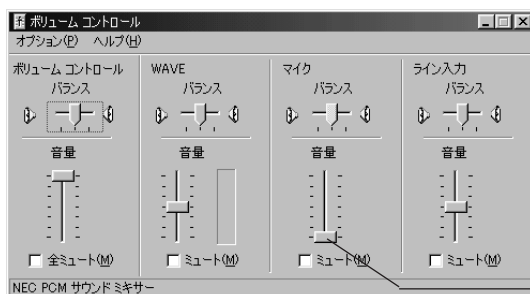 ボリューム コントロール
オプション(P) ヘルプ(H)
ボリューム コントロール
バランス
音量
全ミュート(M)
WAVE
バランス
音量
ミュート(M)
マイク
バランス
音量
ミュート(M)
ライン入力
バランス
音量
ミュート(M)
NEC PCM サウンド ミキサー